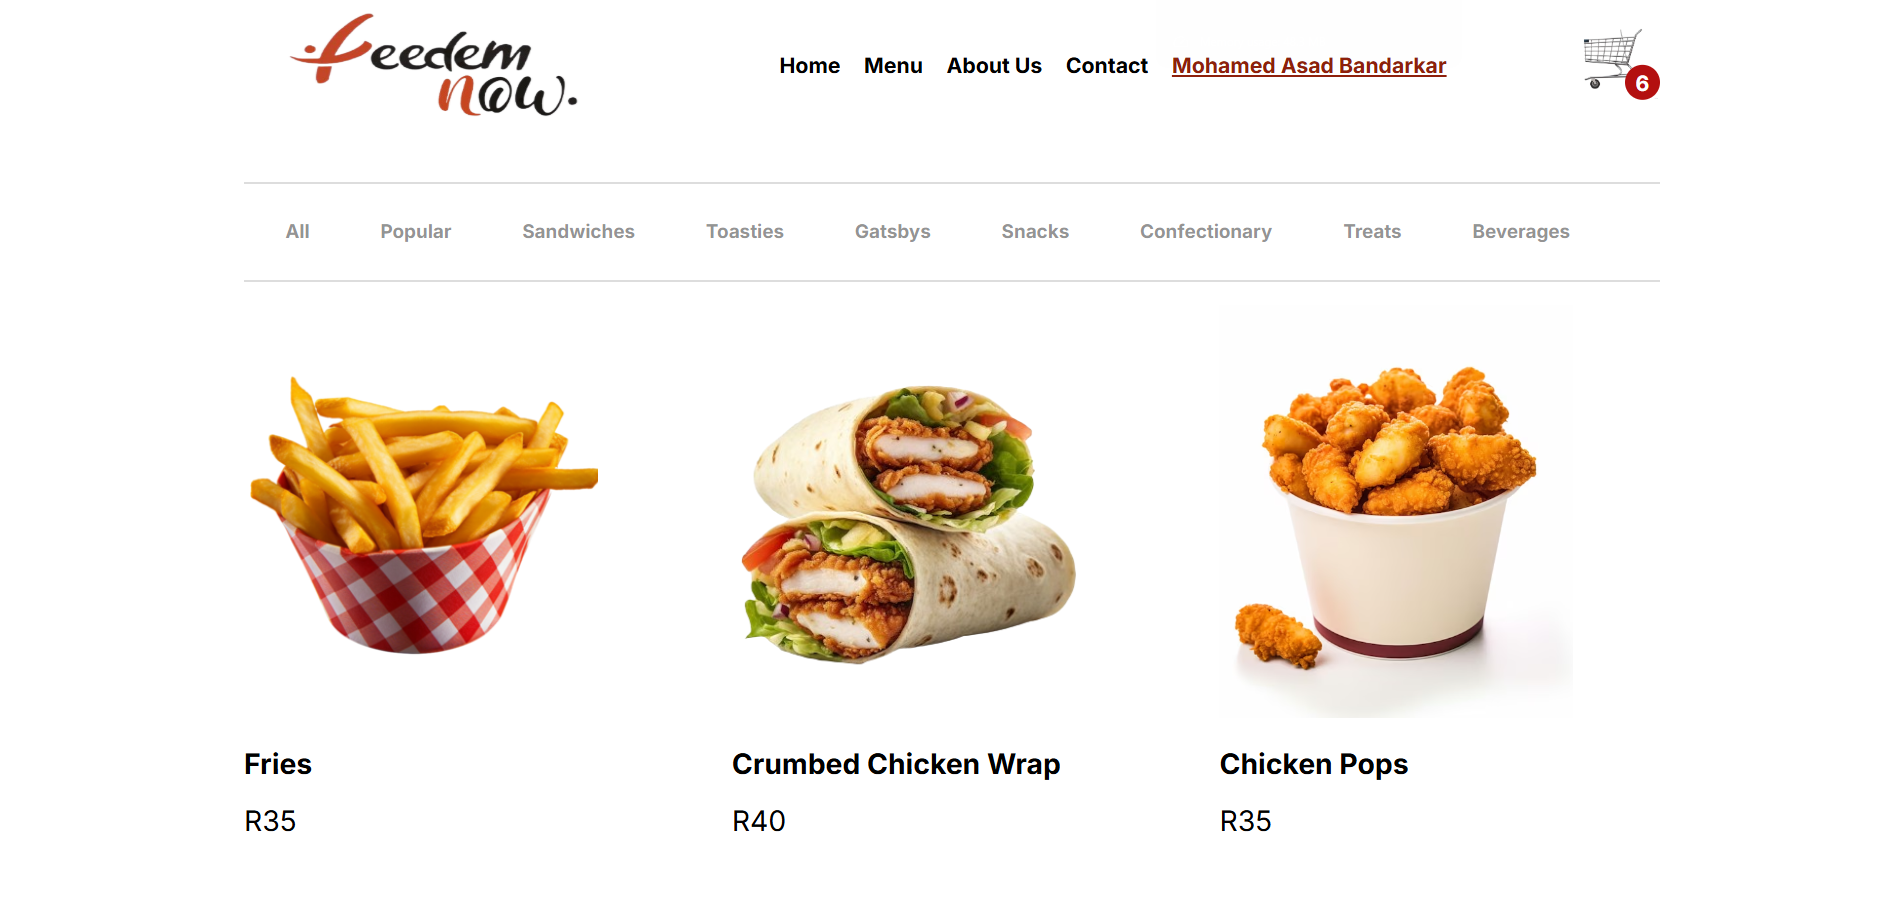 feedem
now.
Home Menu About Us Contact Mohamed Asad Bandarkar
6
All Popular Sandwiches Toasties Gatsbys Snacks Confectionary Treats Beverages
Fries
R35
Crumbed Chicken Wrap
R40
Chicken Pops
R35